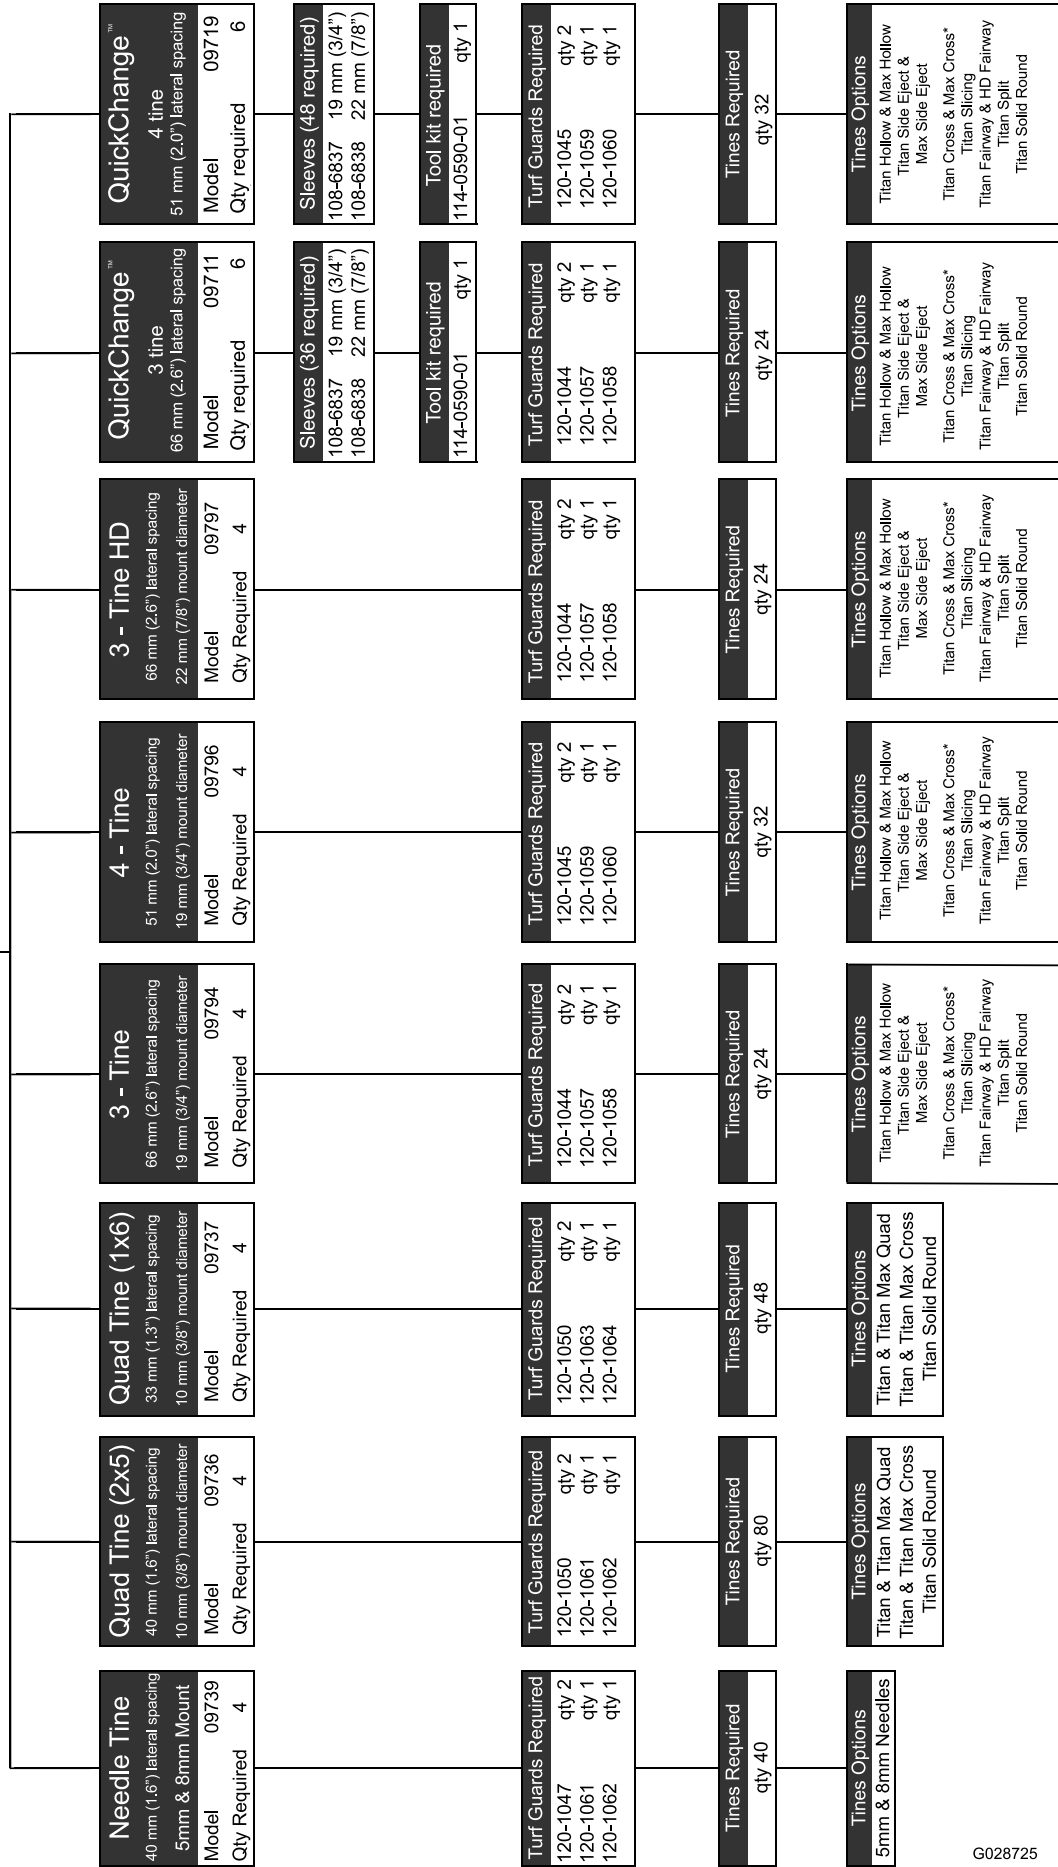 Needle Tine
40 mm (1.6") lateral spacing
5mm & 8mm Mount
Model 09739
Qty Required 4
Turf Guards Required
120-1047 qty 2
120-1061 qty 1
120-1062 qty 1
Tines Required
qty 40
Tines Options
5mm & 8mm Needles
Quad Tine (2x5)
40 mm (1.6") lateral spacing
10 mm (3/8") mount diameter
Model 09736
Qty Required 4
Turf Guards Required
120-1050 qty 2
120-1061 qty 1
120-1062 qty 1
Tines Required
qty 80
Tines Options
Titan & Titan Max Quad
Titan & Titan Max Cross
Titan Solid Round
Quad Tine (1x6)
33 mm (1.3") lateral spacing
10 mm (3/8") mount diameter
Model 09737
Qty Required 4
Turf Guards Required
120-1050 qty 2
120-1063 qty 1
120-1064 qty 1
Tines Required
qty 48
Tines Options
Titan & Titan Max Quad
Titan & Titan Max Cross
Titan Solid Round
3 - Tine
66 mm (2.6") lateral spacing
19 mm (3/4") mount diameter
Model 09794
Qty Required 4
Turf Guards Required
120-1044 qty 2
120-1057 qty 1
120-1058 qty 1
Tines Required
qty 24
Tines Options
Titan Hollow & Max Hollow
Titan Side Eject &
Max Side Eject
Titan Cross & Max Cross*
Titan Slicing
Titan Fairway & HD Fairway
Titan Split
Titan Solid Round
4 - Tine
51 mm (2.0") lateral spacing
19 mm (3/4") mount diameter
Model 09796
Qty Required 4
Turf Guards Required
120-1045 qty 2
120-1059 qty 1
120-1060 qty 1
Tines Required
qty 32
Tines Options
Titan Hollow & Max Hollow
Titan Side Eject &
Max Side Eject
Titan Cross & Max Cross*
Titan Slicing
Titan Fairway & HD Fairway
Titan Split
Titan Solid Round
3 - Tine HD
66 mm (2.6") lateral spacing
22 mm (7/8") mount diameter
Model 09797
Qty Required 4
Turf Guards Required
120-1044 qty 2
120-1057 qty 1
120-1058 qty 1
Tines Required
qty 24
Tines Options
Titan Hollow & Max Hollow
Titan Side Eject &
Max Side Eject
Titan Cross & Max Cross*
Titan Slicing
Titan Fairway & HD Fairway
Titan Split
Titan Solid Round
QuickChange™
3 tine
66 mm (2.6") lateral spacing
Model 09711
Qty required 6
Sleeves (36 required)
108-6837 19 mm (3/4")
108-6838 22 mm (7/8")
Tool kit required
114-0590-01 qty 1
Turf Guards Required
120-1044 qty 2
120-1057 qty 1
120-1058 qty 1
Tines Required
qty 24
Tines Options
Titan Hollow & Max Hollow
Titan Side Eject &
Max Side Eject
Titan Cross & Max Cross*
Titan Slicing
Titan Fairway & HD Fairway
Titan Split
Titan Solid Round
QuickChange™
4 tine
51 mm (2.0") lateral spacing
Model 09719
Qty required 6
Sleeves (48 required)
108-6837 19 mm (3/4")
108-6838 22 mm (7/8")
Tool kit required
114-0590-01 qty 1
Turf Guards Required
120-1045 qty 2
120-1059 qty 1
120-1060 qty 1
Tines Required
qty 32
Tines Options
Titan Hollow & Max Hollow
Titan Side Eject &
Max Side Eject
Titan Cross & Max Cross*
Titan Slicing
Titan Fairway & HD Fairway
Titan Split
Titan Solid Round
G028725